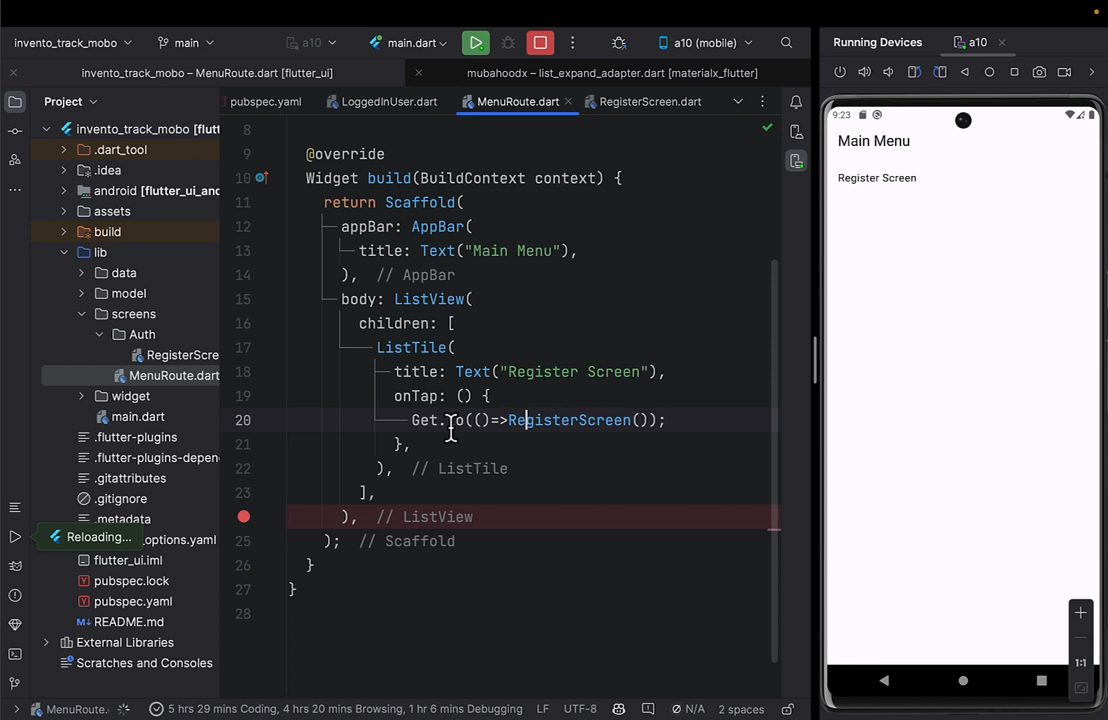 invento_track_mobo
main
a10
main.dart
a10 (mobile)
Running Devices
a10
invento_track_mobo – MenuRoute.dart [flutter_ui]
mubahoodx – list_expand_adapter.dart [materialx_flutter]
Project
pubspec.yaml
LoggedInUser.dart
MenuRoute.dart
RegisterScreen.dart
invento_track_mobo [flutt
.dart_tool
.idea
android [flutter_ui_and
assets
build
lib
data
model
screens
Auth
RegisterScre
MenuRoute.dart
widget
main.dart
.flutter-plugins
.flutter-plugins-depend
.gitattributes
.gitignore
.metadata
_options.yaml
flutter_ui.iml
pubspec.lock
pubspec.yaml
README.md
External Libraries
Scratches and Consoles
Reloading...
8
9 @override
10 Widget build(BuildContext context) {
11 return Scaffold(
12 appBar: AppBar(
13 title: Text("Main Menu"),
14 ), // AppBar
15 body: ListView(
16 children: [
17 ListTile(
18 title: Text("Register Screen"),
19 onTap: () {
20 Get.to(()=>RegisterScreen());
21 },
22 ), // ListTile
23 ],
), // ListView
25 ); // Scaffold
26 }
27 }
28
9:23
Main Menu
Register Screen
1:1
MenuRoute.
5 hrs 29 mins Coding, 4 hrs 20 mins Browsing, 1 hr 6 mins Debugging
LF
UTF-8
N/A
2 spaces